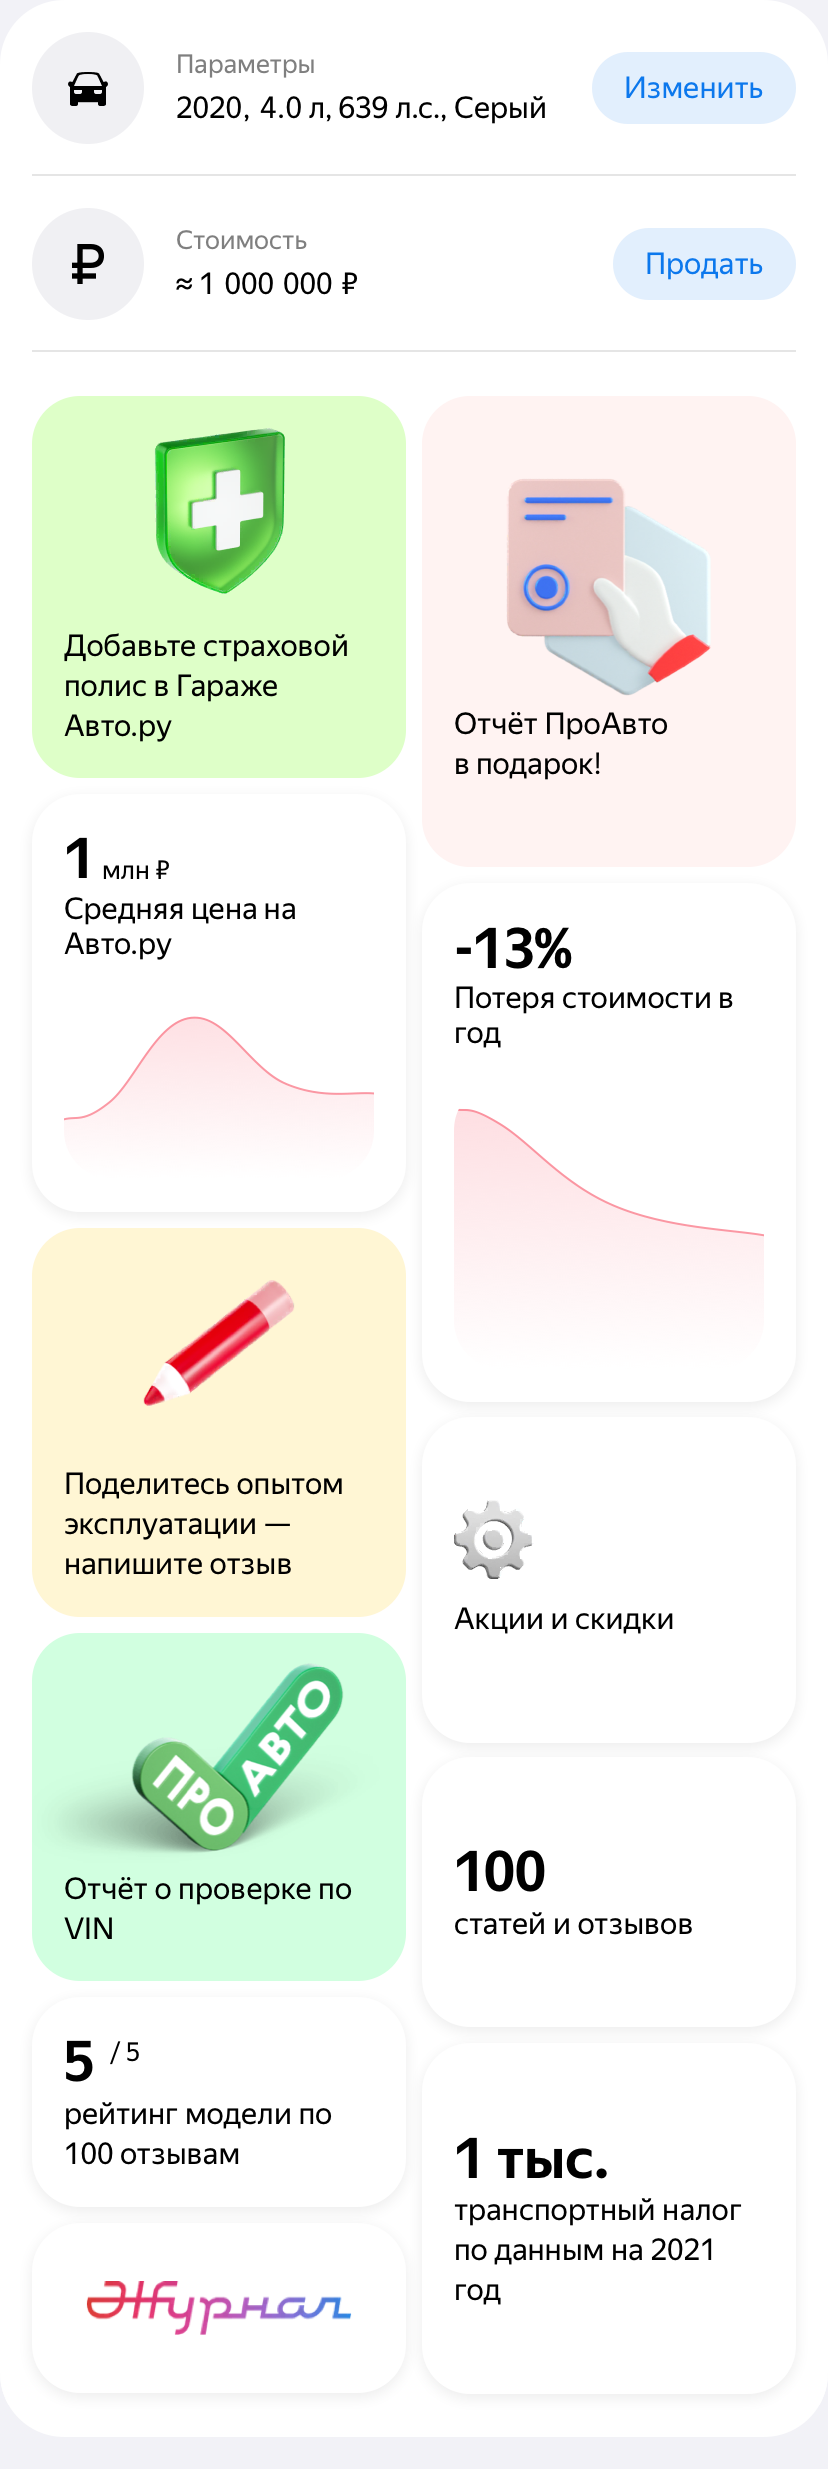 Параметры
2020, 4.0 л, 639 л.с., Серый
Изменить
Стоимость
≈ 1 000 000 ₽
Продать
Добавьте страховой
полис в Гараже
Авто.ру
Отчёт ПроАвто
в подарок!
1 млн ₽
Средняя цена на
Авто.ру
-13%
Потеря стоимости в
год
Поделитесь опытом
эксплуатации —
напишите отзыв
Акции и скидки
ПРО
АВТО
Отчёт о проверке по
VIN
100
статей и отзывов
5 / 5
рейтинг модели по
100 отзывам
1 тыс.
транспортный налог
по данным на 2021
год
Журнал